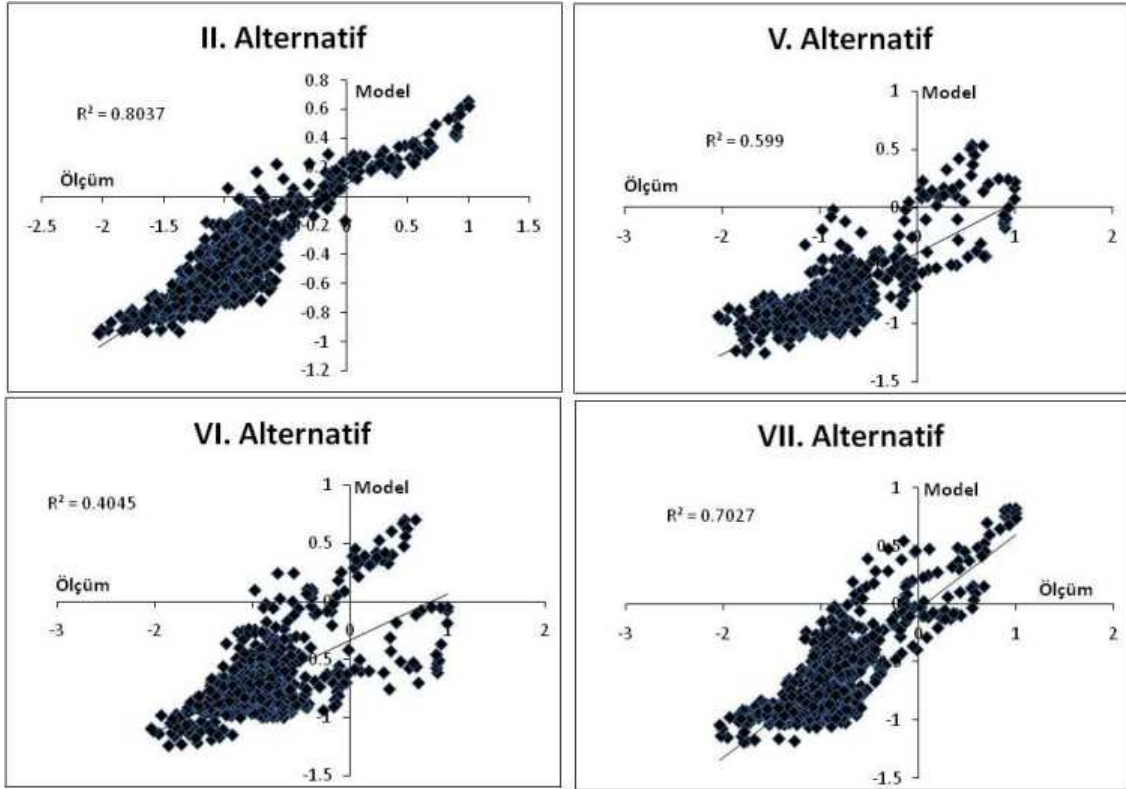 II. Alternatif
R² = 0.8037
Model
Ölçüm
0.8
0.6
0.4
0.2
-2.5 -2 -1.5 -1 -0.5 0 0.5 1 1.5
-0.2
-0.4
-0.6
-0.8
-1
-1.2
V. Alternatif
R² = 0.599
Model
Ölçüm
1
0.5
0
-3 -2 -1 0 1 2
-1
-1.5
VI. Alternatif
R² = 0.4045
Model
Ölçüm
1
0.5
0
-3 -2 -1 0 1 2
-0.5
-1
-1.5
VII. Alternatif
R² = 0.7027
Model
Ölçüm
1
0.5
0
-3 -2 -1 0 1 2
-0.5
-1
-1.5